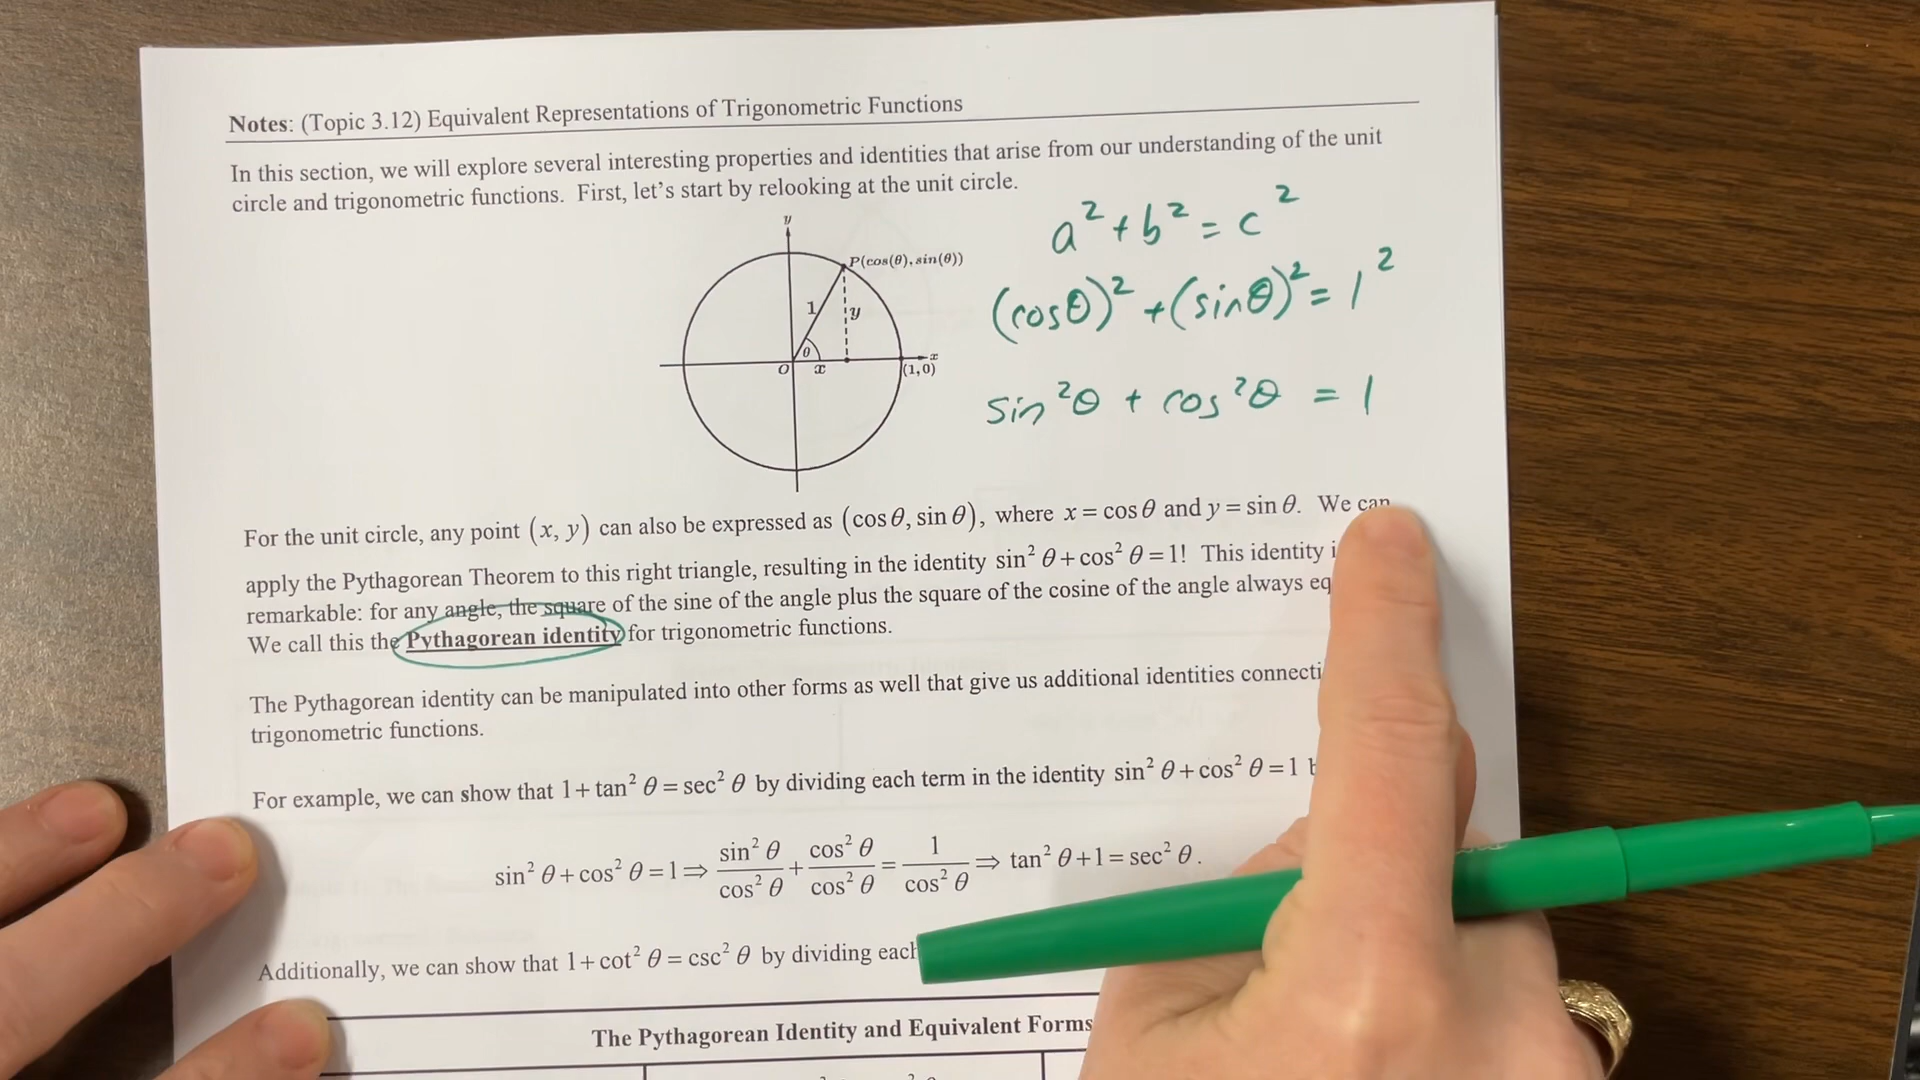 Notes: (Topic 3.12) Equivalent Representations of Trigonometric Functions
In this section, we will explore several interesting properties and identities that arise from our understanding of the unit
circle and trigonometric functions. First, let's start by relooking at the unit circle.
a² + b² = c²
(cosθ)² + (sinθ)² = 1²
sin²θ + cos²θ = 1
y
P(cos(θ), sin(θ))
1
y
θ
O
x
x
(1,0)
For the unit circle, any point (x, y) can also be expressed as (cos θ, sin θ), where x = cos θ and y = sin θ. We can
apply the Pythagorean Theorem to this right triangle, resulting in the identity sin² θ + cos² θ = 1! This identity
remarkable: for any angle, the square of the sine of the angle plus the square of the cosine of the angle always
We call this the Pythagorean identity for trigonometric functions.
The Pythagorean identity can be manipulated into other forms as well that give us additional identities
trigonometric functions.
For example, we can show that 1 + tan² θ = sec² θ by dividing each term in the identity sin² θ + cos² θ = 1
sin² θ + cos² θ = 1 ⇒ sin² θ / cos² θ + cos² θ / cos² θ = 1 / cos² θ ⇒ tan² θ + 1 = sec² θ.
Additionally, we can show that 1 + cot² θ = csc² θ by dividing each
The Pythagorean Identity and Equivalent Forms